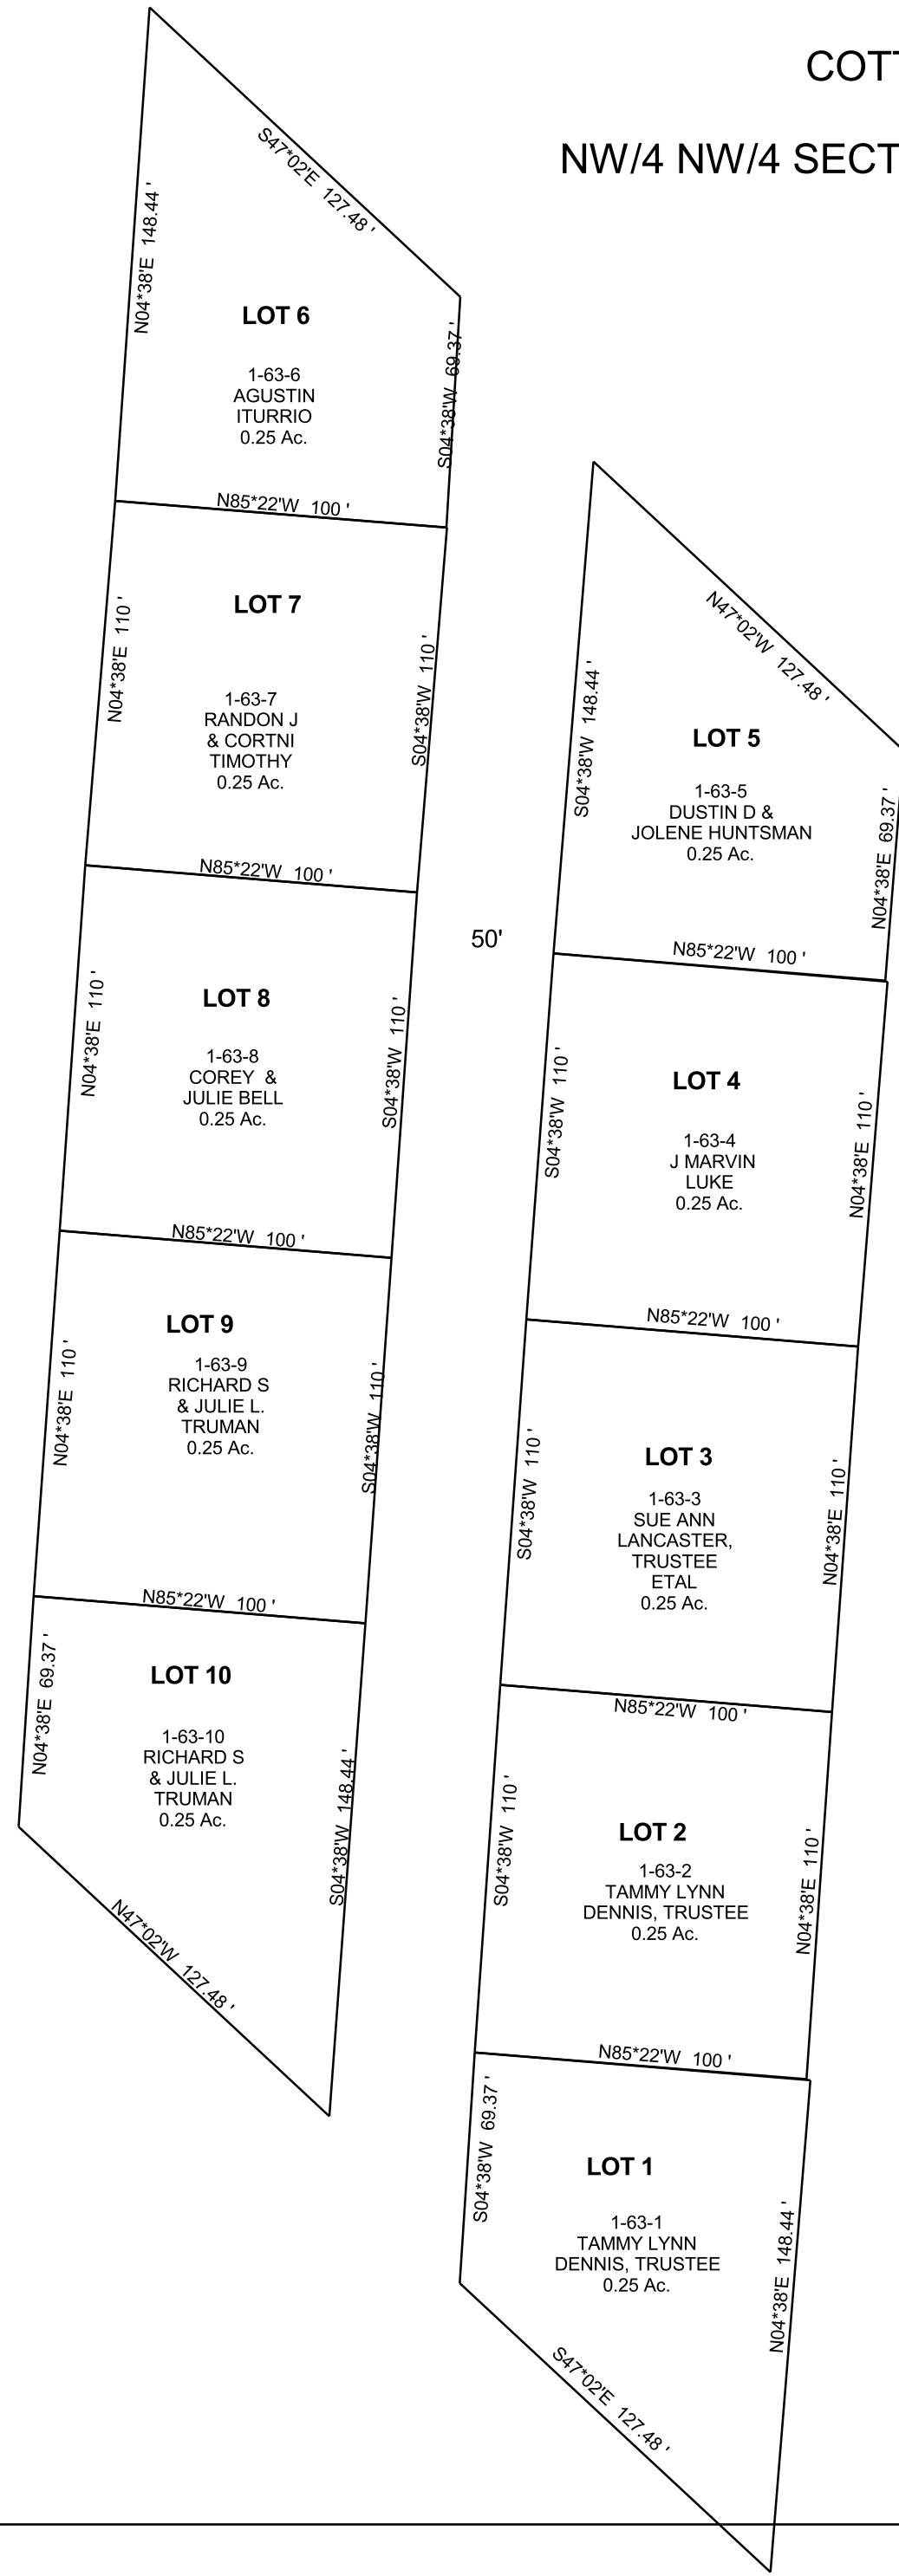 COTT
NW/4 NW/4 SECT
S47*02'E 127.48 '
N04*38'E 148.44 '
LOT 6
1-63-6
AGUSTIN
ITURRIO
0.25 Ac.
S04*38'W 69.37 '
N85*22'W 100 '
LOT 7
N04*38'E 110 '
1-63-7
RANDON J
& CORTNI
TIMOTHY
0.25 Ac.
S04*38'W 110 '
N85*22'W 100 '
LOT 8
N04*38'E 110 '
1-63-8
COREY &
JULIE BELL
0.25 Ac.
S04*38'W 110 '
N85*22'W 100 '
LOT 9
N04*38'E 110 '
1-63-9
RICHARD S
& JULIE L.
TRUMAN
0.25 Ac.
S04*38'W 110 '
N85*22'W 100 '
LOT 10
N04*38'E 69.37 '
1-63-10
RICHARD S
& JULIE L.
TRUMAN
0.25 Ac.
S04*38'W 148.44 '
N47*02'W 127.48 '
50'
N47*02'W 127.48 '
S04*38'W 148.44 '
LOT 5
1-63-5
DUSTIN D &
JOLENE HUNTSMAN
0.25 Ac.
N04*38'E 69.37 '
N85*22'W 100 '
LOT 4
S04*38'W 110 '
1-63-4
J MARVIN
LUKE
0.25 Ac.
N04*38'E 110 '
N85*22'W 100 '
LOT 3
S04*38'W 110 '
1-63-3
SUE ANN
LANCASTER,
TRUSTEE
ETAL
0.25 Ac.
N04*38'E 110 '
N85*22'W 100 '
LOT 2
S04*38'W 110 '
1-63-2
TAMMY LYNN
DENNIS, TRUSTEE
0.25 Ac.
N04*38'E 110 '
N85*22'W 100 '
S04*38'W 69.37 '
LOT 1
1-63-1
TAMMY LYNN
DENNIS, TRUSTEE
0.25 Ac.
N04*38'E 148.44 '
S47*02'E 127.48 '